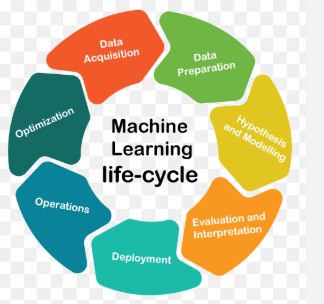 Data
Acquisition
Data
Preparation
Hypothesis
and Modelling
Evaluation and
Interpretation
Deployment
Operations
Optimization
Machine
Learning
life-cycle